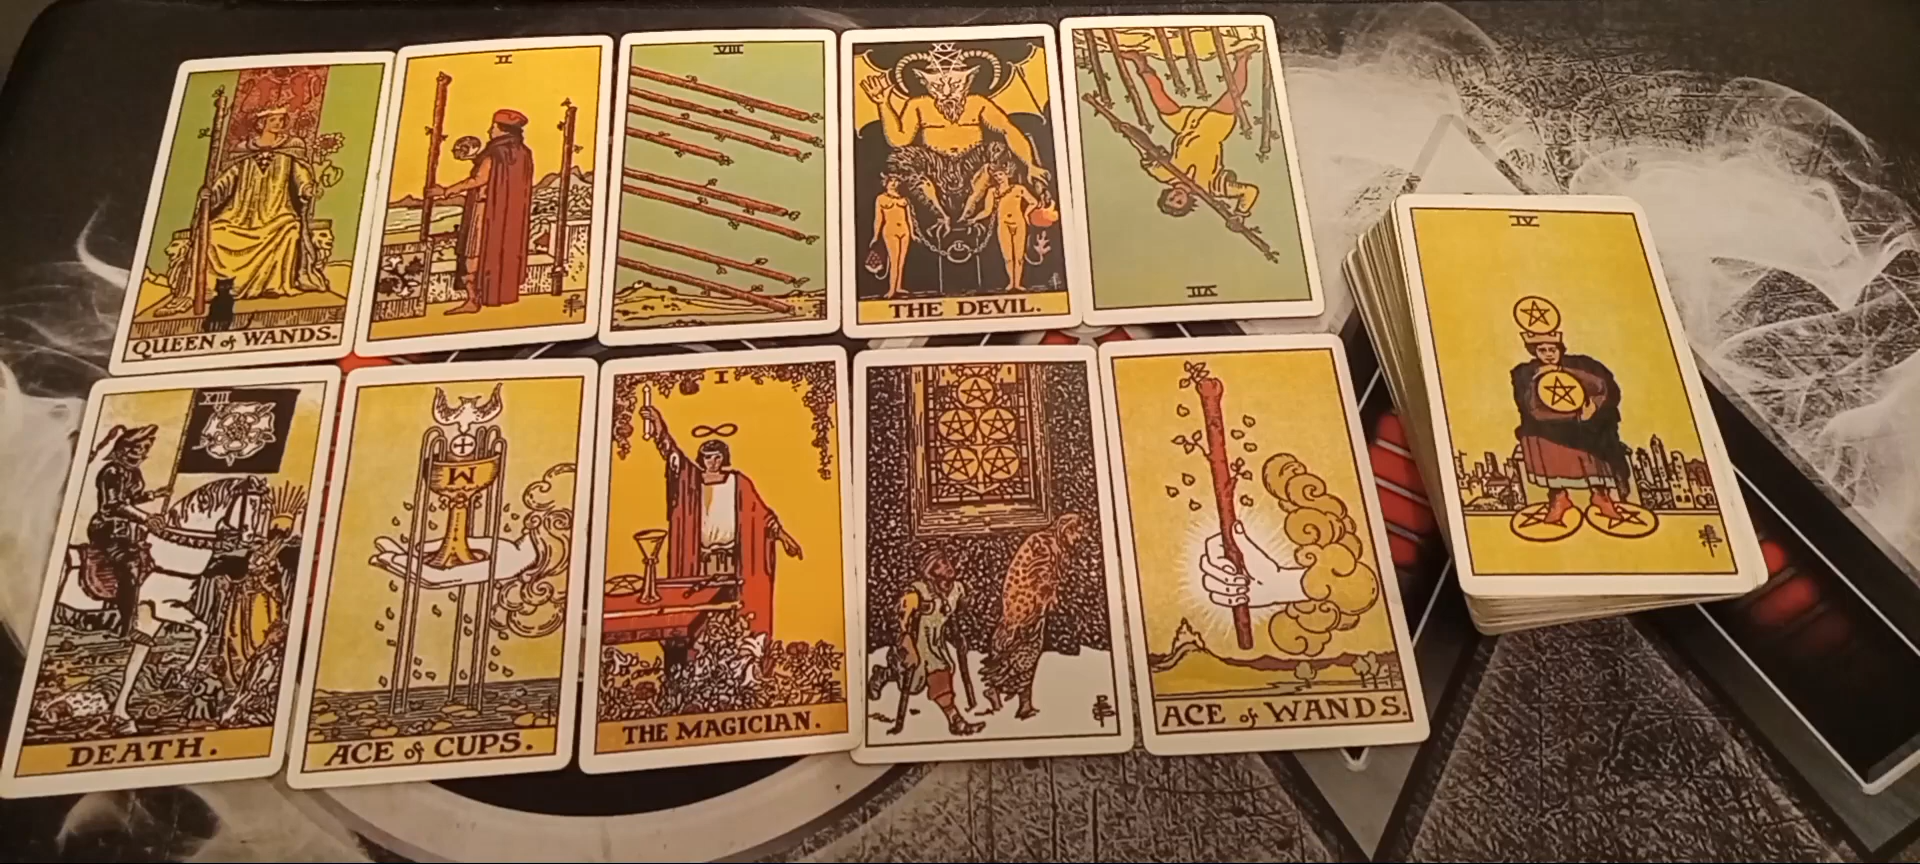 QUEEN of WANDS.
II
VIII
XV
THE DEVIL.
VII
IV
XIII
DEATH.
ACE of CUPS.
I
THE MAGICIAN.
ACE of WANDS.